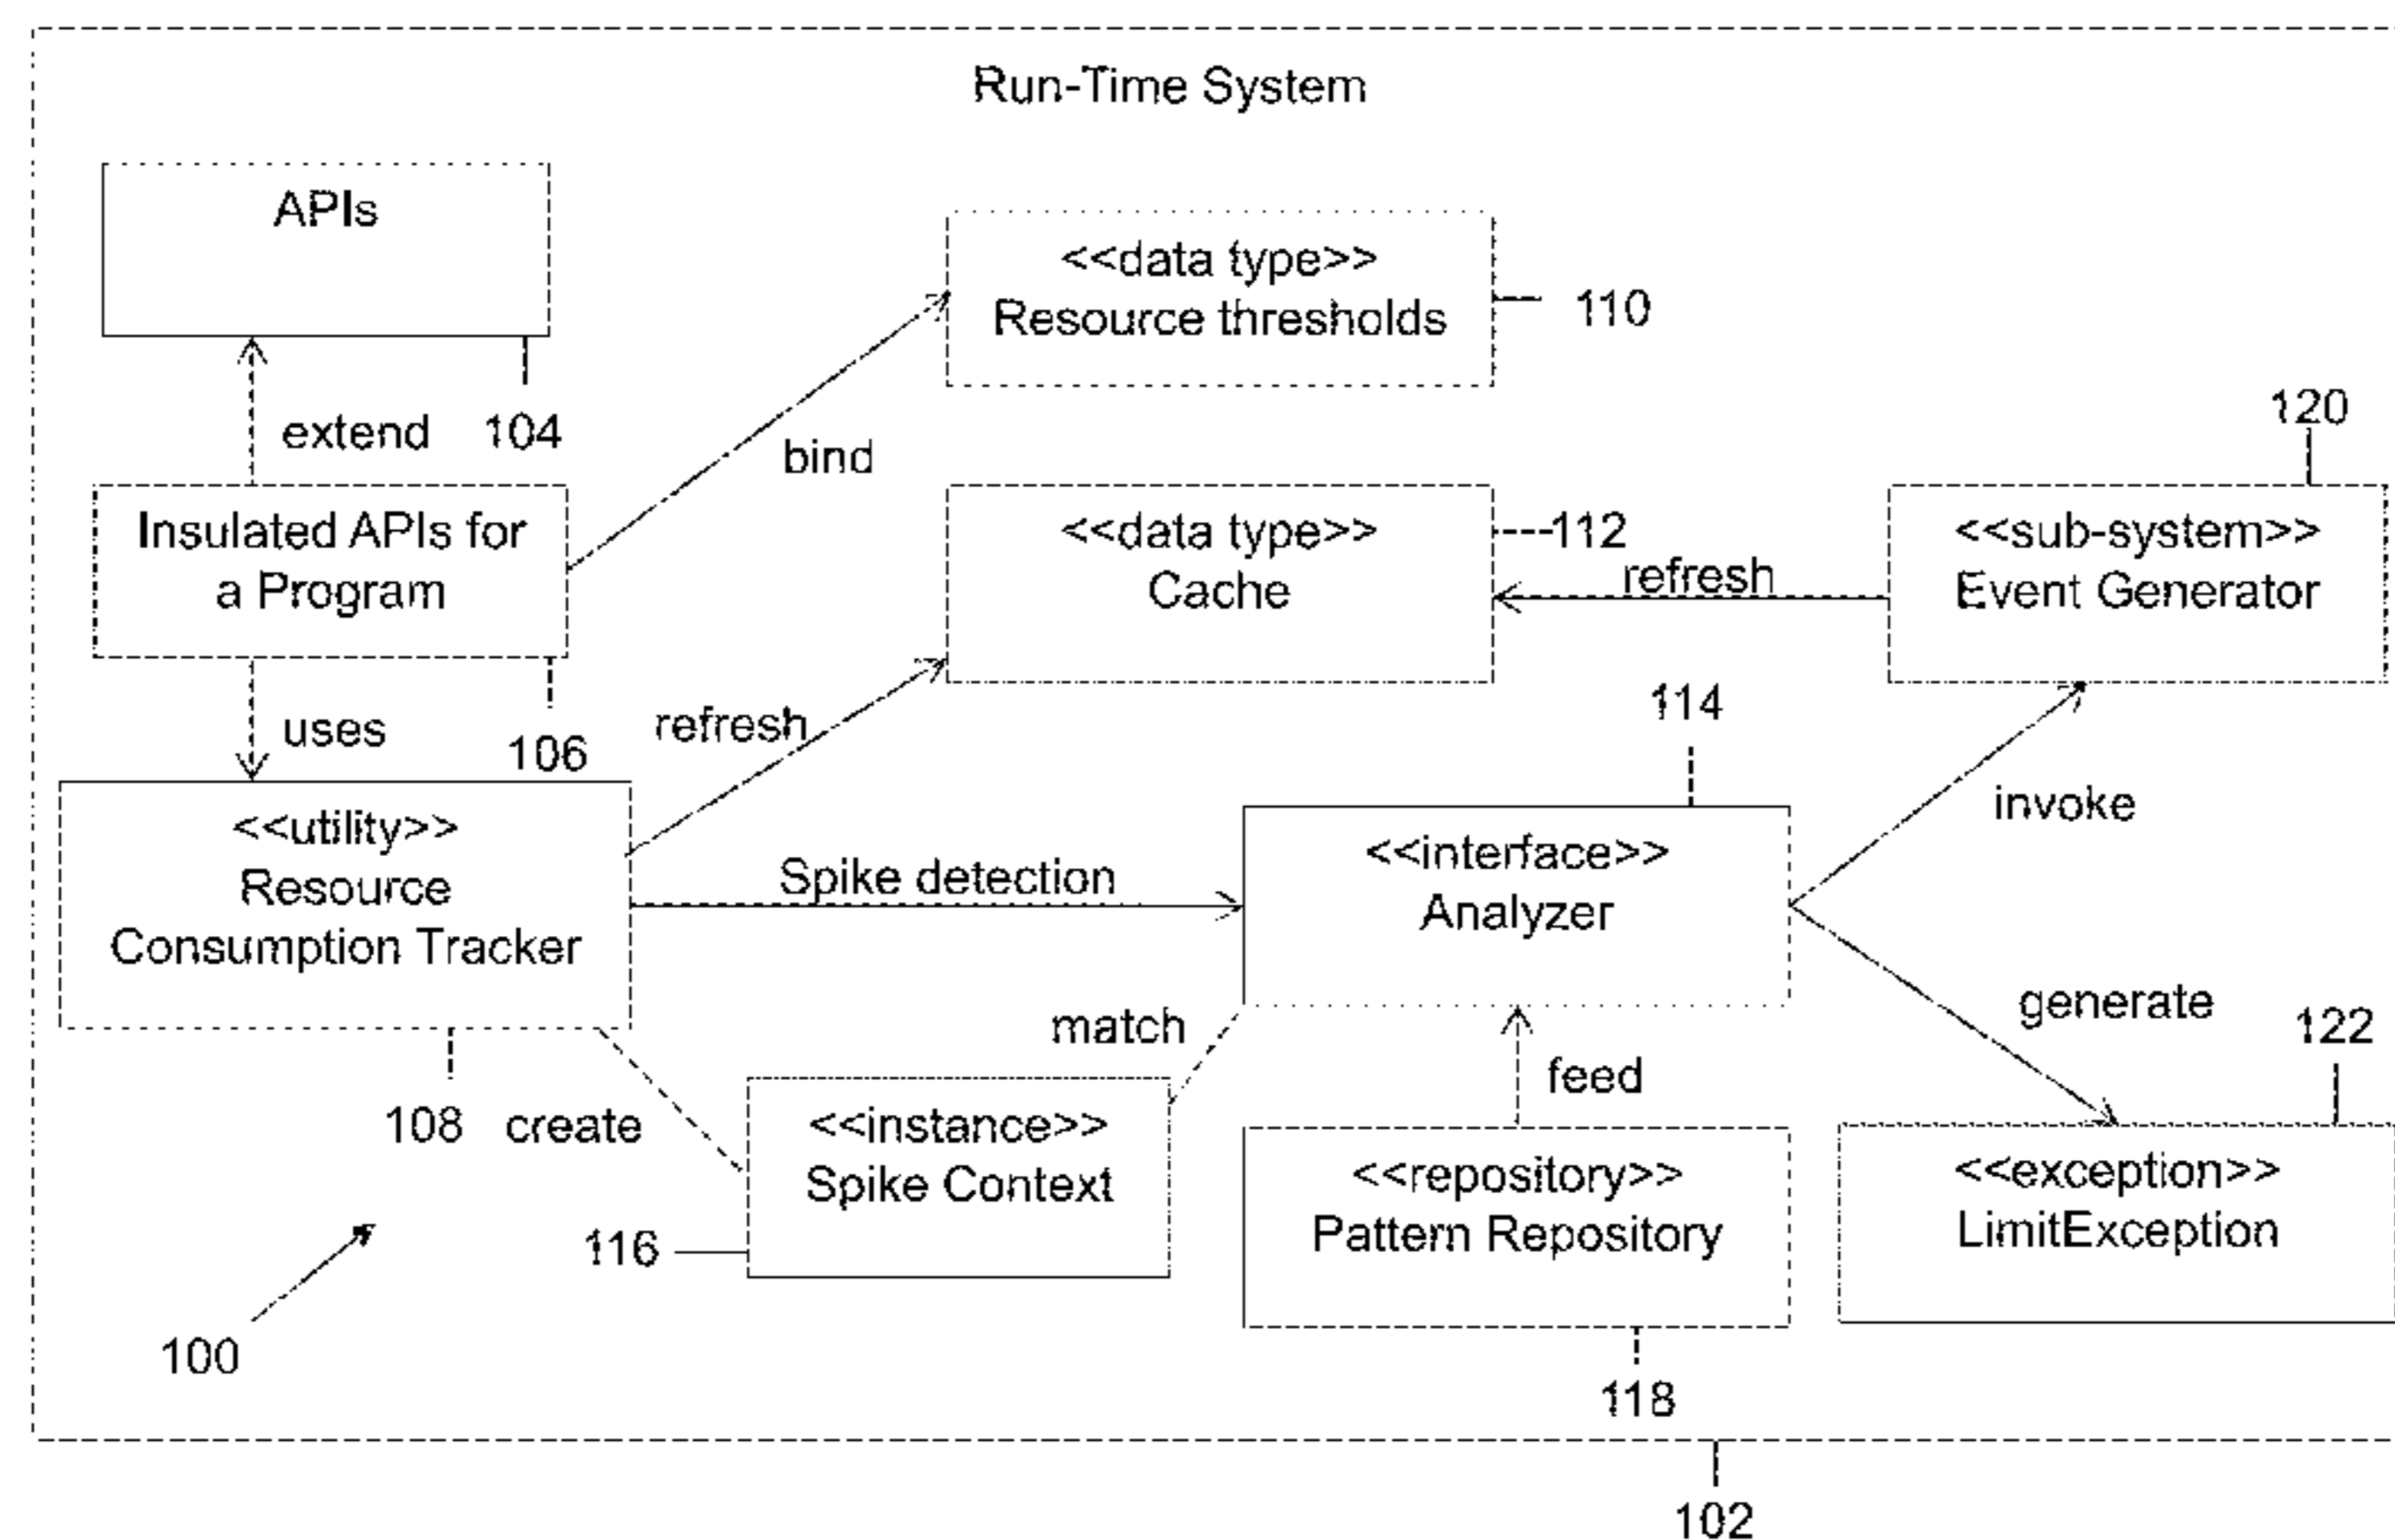 Run-Time System
APIs
104
extend
<<data type>>
Resource thresholds
110
bind
Insulated APIs for
a Program
106
uses
<<data type>>
Cache
112
refresh
120
<<sub-system>>
Event Generator
refresh
114
invoke
<<utility>>
Resource
Consumption Tracker
108
Spike detection
<<interface>>
Analyzer
match
create
<<instance>>
Spike Context
116
feed
<<repository>>
Pattern Repository
118
generate
122
<<exception>>
LimitException
100
102